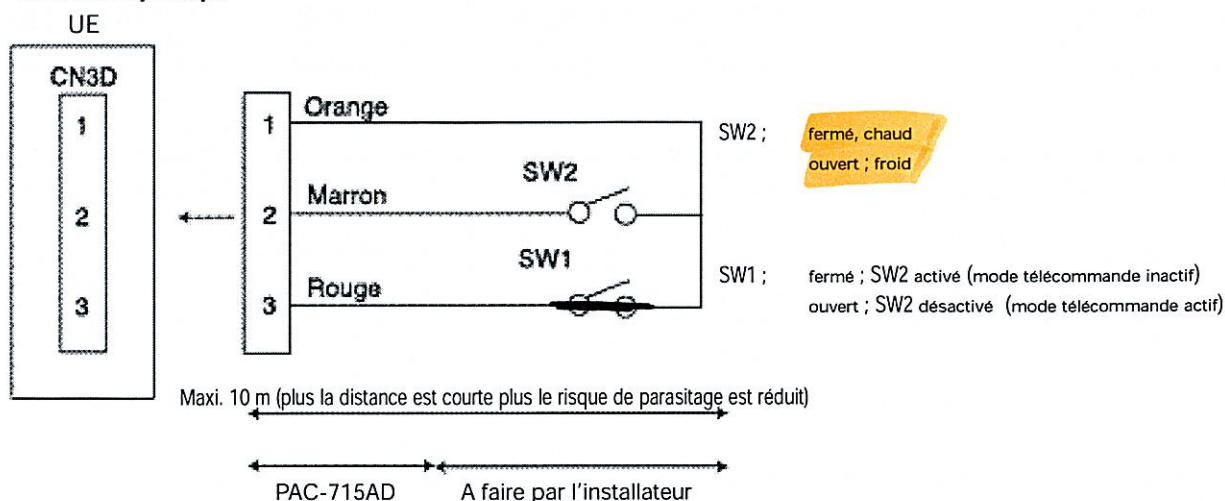 UE
CN3D
1
2
3
1 Orange
2 Marron
3 Rouge
SW2
SW1
SW2 ; fermé, chaud
ouvert ; froid
SW1 ; fermé ; SW2 activé (mode télécommande inactif)
ouvert ; SW2 désactivé (mode télécommande actif)
Maxi. 10 m (plus la distance est courte plus le risque de parasitage est réduit)
PAC-715AD A faire par l'installateur